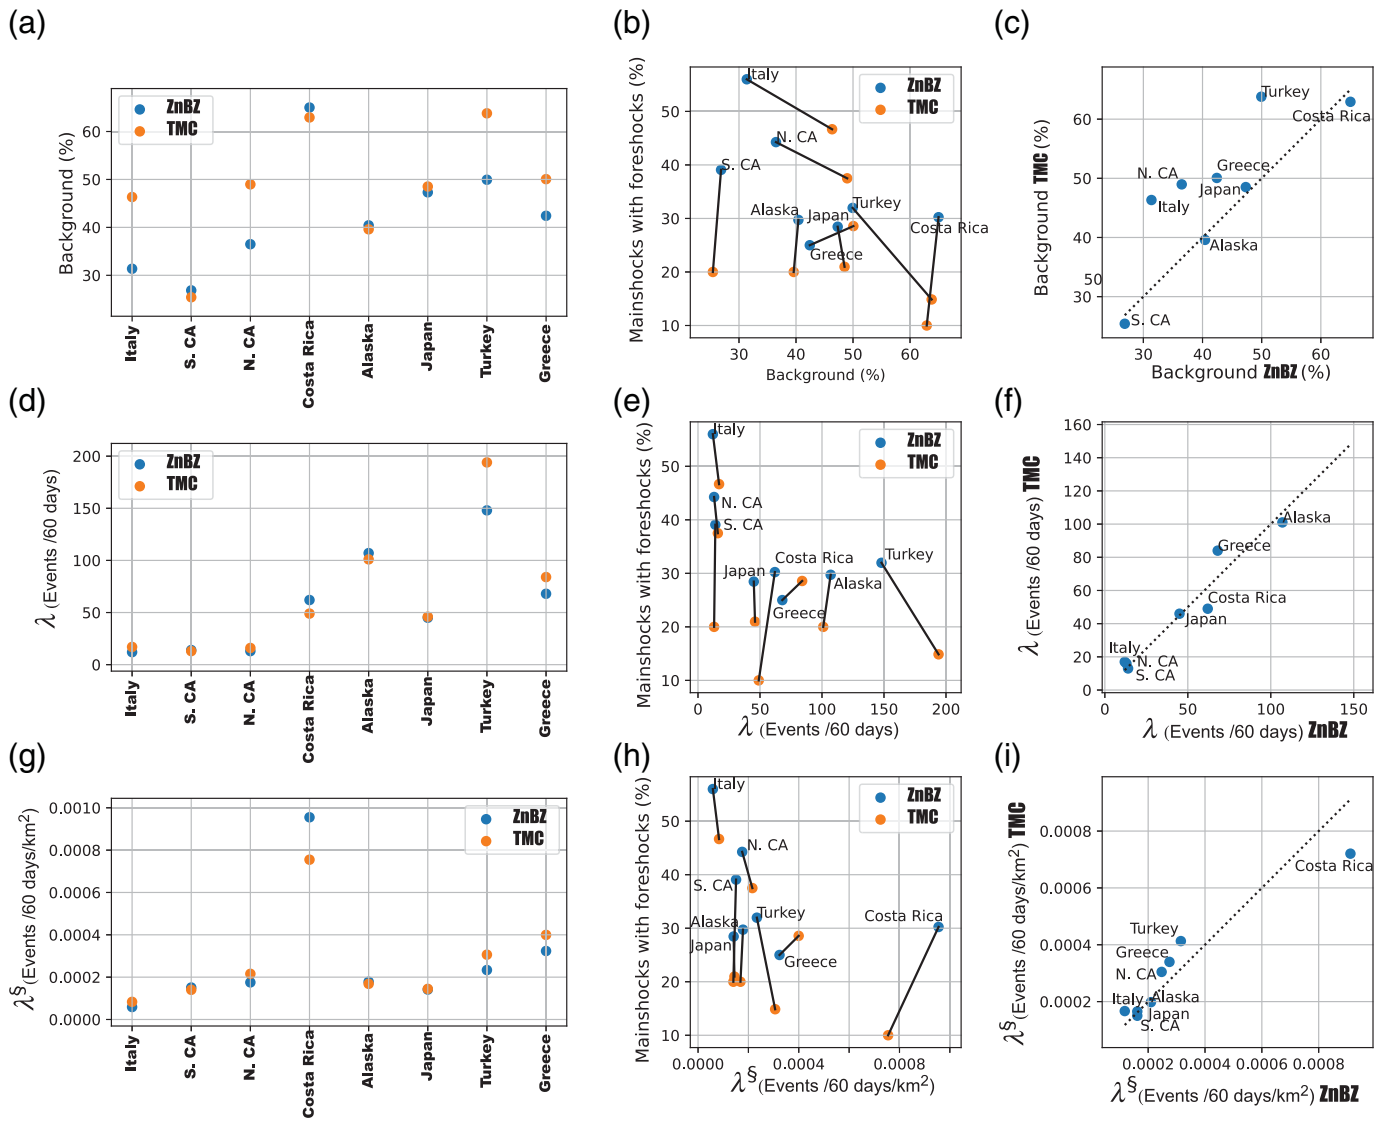 (a)
ZnBZ
TMC
Background (%)
60
50
40
30
Italy
S. CA
N. CA
Costa Rica
Alaska
Japan
Turkey
Greece
(b)
Mainshocks with foreshocks (%)
50
40
30
20
10
Italy
ZnBZ
TMC
N. CA
S. CA
Alaska
Japan
Turkey
Greece
Costa Rica
30
40
50
60
Background (%)
(c)
Background TMC (%)
60
50
40
50
30
Turkey
Costa Rica
N. CA
Greece
Japan
Italy
Alaska
S. CA
30
40
50
60
Background ZnBZ (%)
(d)
λ (Events /60 days)
200
150
100
50
0
ZnBZ
TMC
Italy
S. CA
N. CA
Costa Rica
Alaska
Japan
Turkey
Greece
(e)
Mainshocks with foreshocks (%)
50
40
30
20
10
Italy
ZnBZ
TMC
N. CA
S. CA
Costa Rica
Japan
Turkey
Alaska
Greece
0
50
100
150
200
λ (Events /60 days)
(f)
λ (Events /60 days) TMC
160
140
120
100
80
60
40
20
0
Alaska
Greece
Costa Rica
Japan
Italy
N. CA
S. CA
0
50
100
150
λ (Events /60 days) ZnBZ
(g)
λ§(Events /60 days/km²)
0.0010
0.0008
0.0006
0.0004
0.0002
0.0000
ZnBZ
TMC
Italy
S. CA
N. CA
Costa Rica
Alaska
Japan
Turkey
Greece
(h)
Mainshocks with foreshocks (%)
50
40
30
20
10
Italy
ZnBZ
TMC
N. CA
S. CA
Turkey
Costa Rica
Alaska
Japan
Greece
0.0000
0.0004
0.0008
λ§(Events /60 days/km²)
(i)
λ§(Events /60 days/km²) TMC
0.0008
0.0006
0.0004
0.0002
Costa Rica
Turkey
Greece
N. CA
Italy
Alaska
Japan
S. CA
0.0002
0.0004
0.0006
0.0008
λ§(Events /60 days/km²) ZnBZ